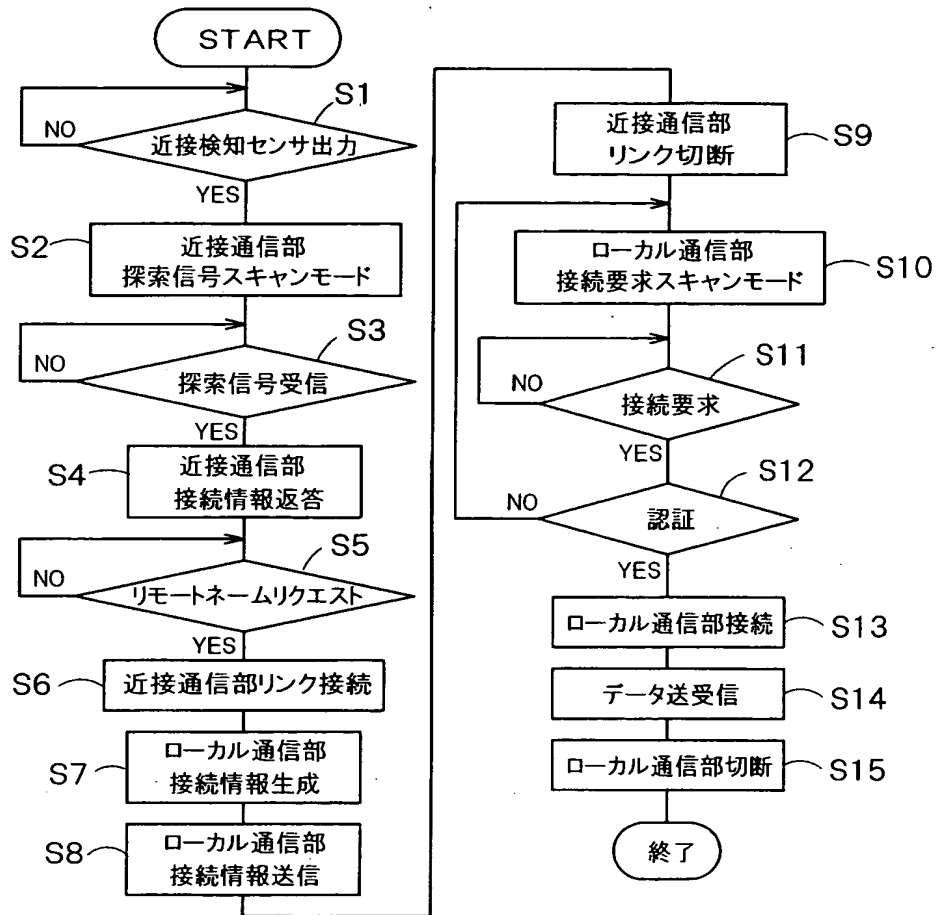 START
S1
NO
近接検知センサ出力
YES
S2
近接通信部
探索信号スキャンモード
S3
NO
探索信号受信
YES
S4
近接通信部
接続情報返答
S5
NO
リモートネームリクエスト
YES
S6
近接通信部リンク接続
S7
ローカル通信部
接続情報生成
S8
ローカル通信部
接続情報送信
近接通信部
リンク切断
S9
ローカル通信部
接続要求スキャンモード
S10
S11
NO
接続要求
YES
S12
NO
認証
YES
ローカル通信部接続
S13
データ送受信
S14
ローカル通信部切断
S15
終了